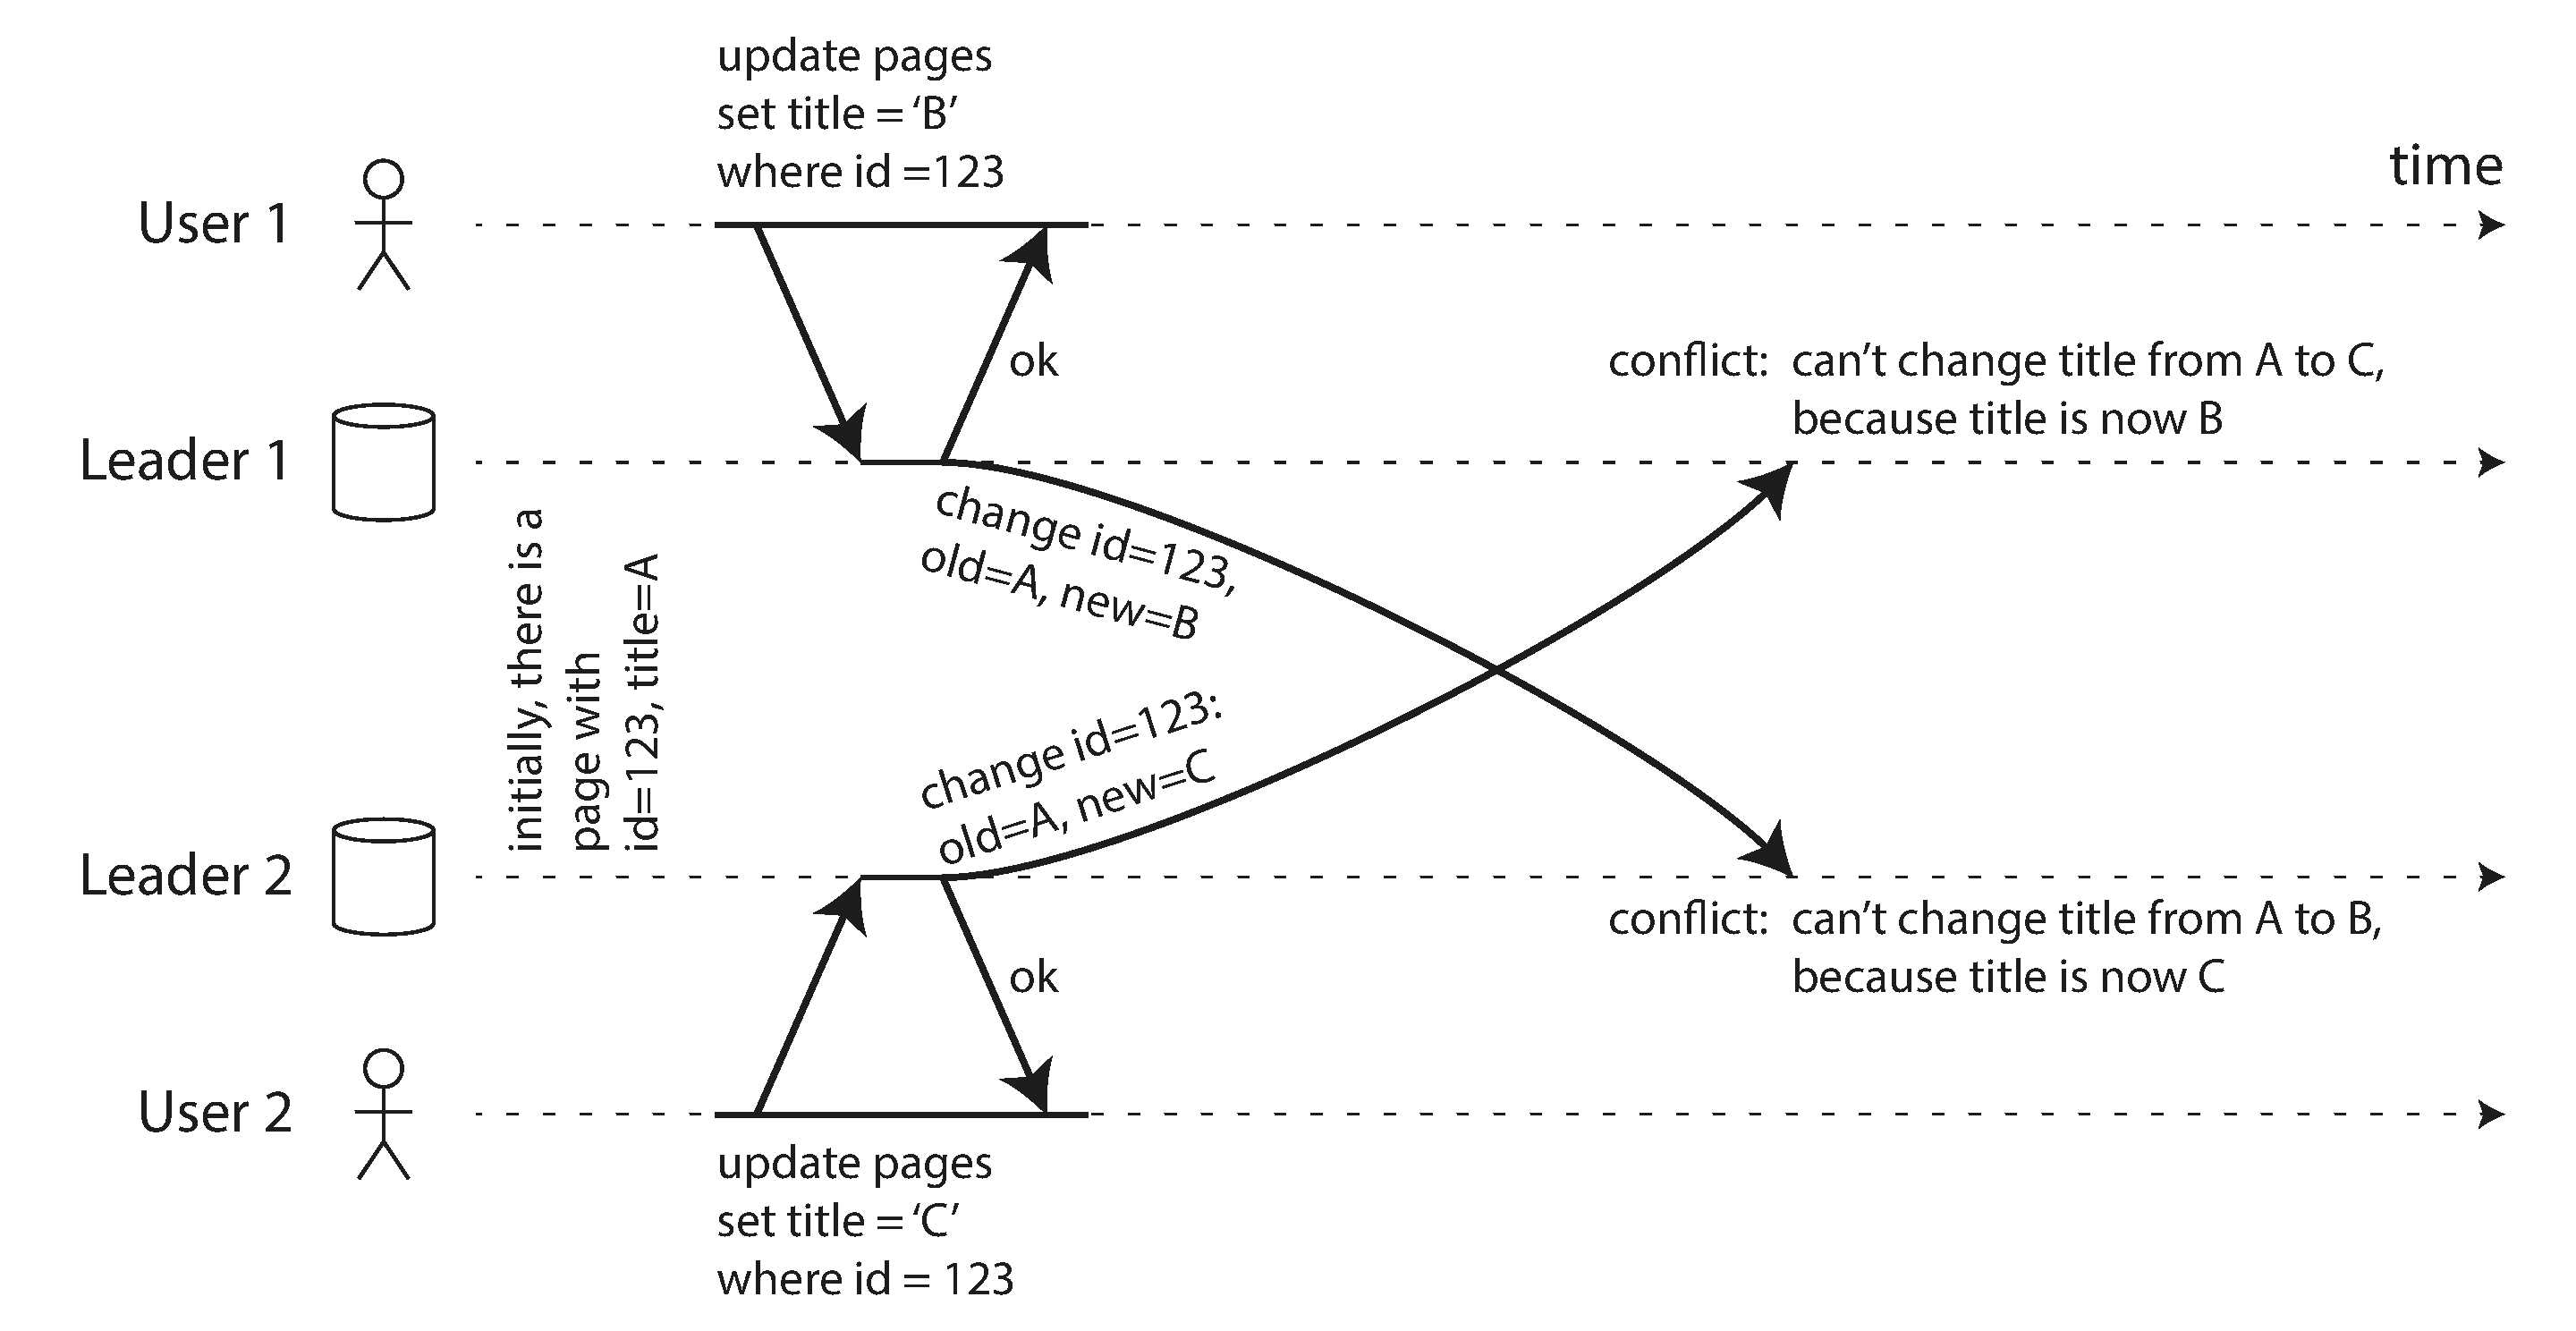 update pages
set title = ‘B’
where id =123
time
User 1
ok
conflict: can’t change title from A to C,
because title is now B
Leader 1
change id=123,
old=A, new=B
initially, there is a
page with
id=123, title=A
change id=123:
old=A, new=C
Leader 2
conflict: can’t change title from A to B,
because title is now C
ok
User 2
update pages
set title = ‘C’
where id = 123